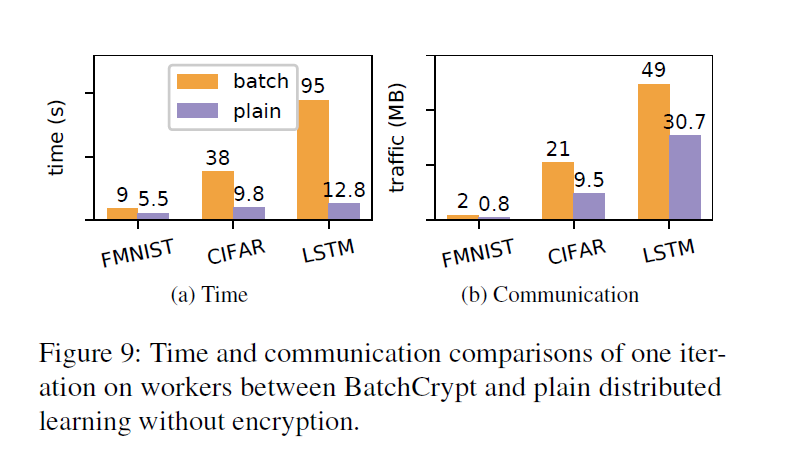 time (s)
batch
plain
9 5.5
38
9.8
95
12.8
FMNIST
CIFAR
LSTM
(a) Time
traffic (MB)
2 0.8
21
9.5
49
30.7
FMNIST
CIFAR
LSTM
(b) Communication
Figure 9: Time and communication comparisons of one iter-
ation on workers between BatchCrypt and plain distributed
learning without encryption.